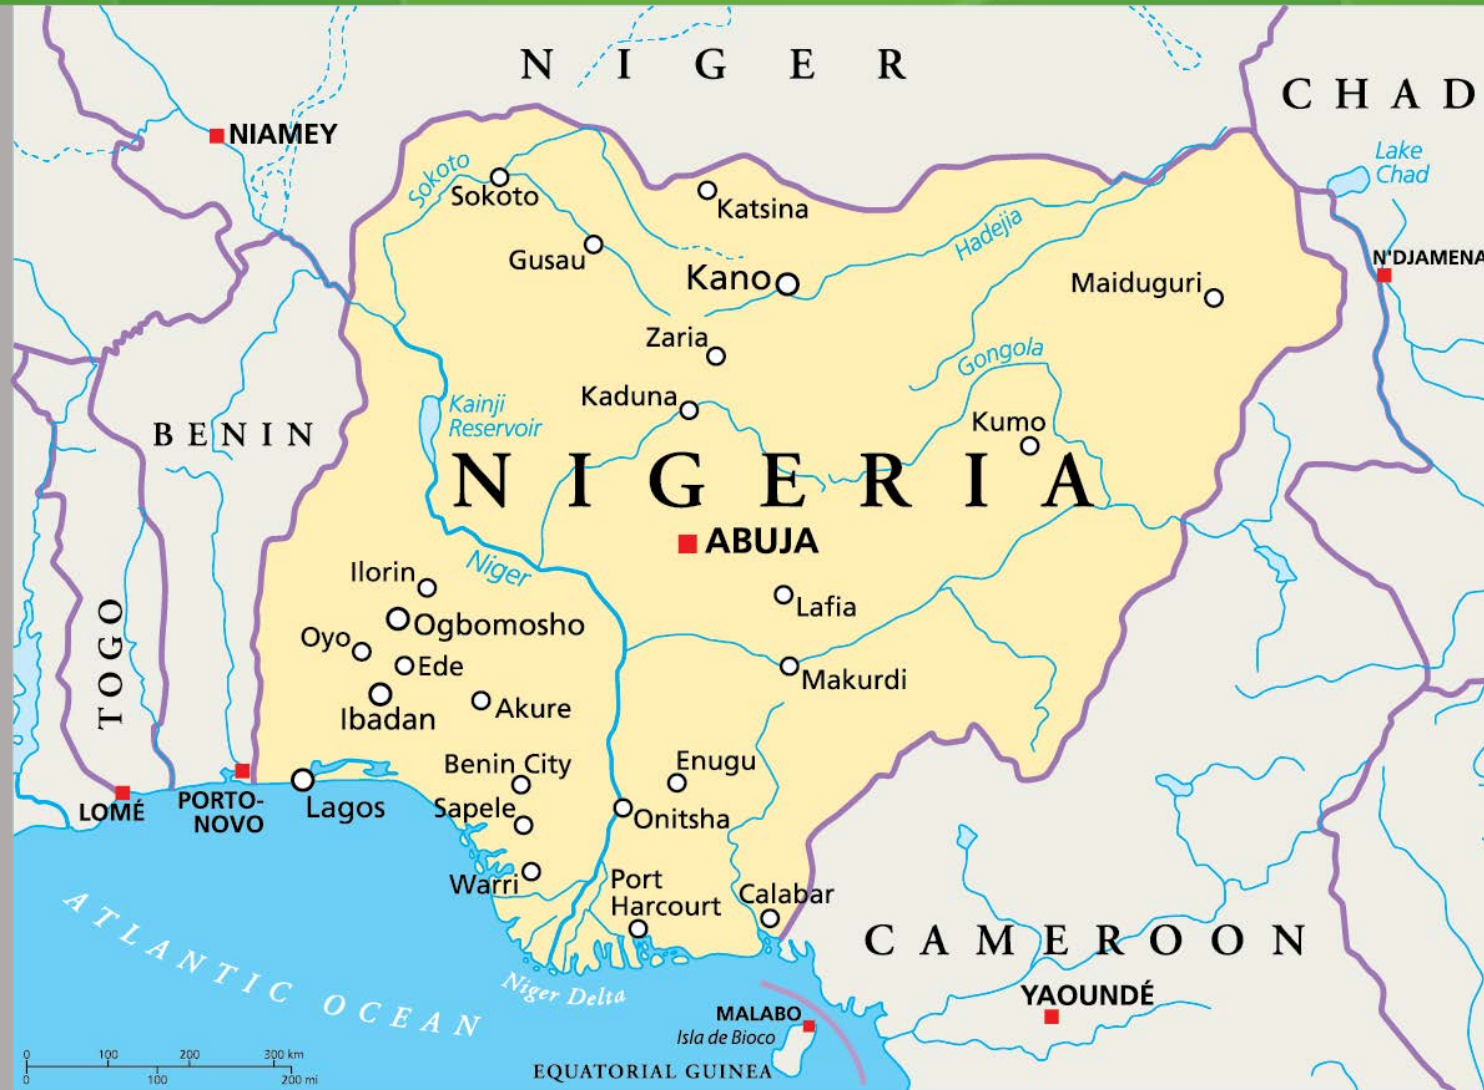 NIGER
CHAD
NIAMEY
Lake
Chad
Sokoto
Sokoto
Katsina
Hadejia
Gusau
N'DJAMENA
Kano
Maiduguri
Zaria
Gongola
Kaduna
Kainji
Reservoir
Kumo
BENIN
NIGERIA
ABUJA
Niger
Ilorin
Lafia
TOGO
Ogbomosho
Oyo
Ede
Makurdi
Akure
Ibadan
Benin City
Enugu
LOMÉ
PORTO-
NOVO
Lagos
Sapele
Onitsha
Warri
Port
Harcourt
Calabar
ATLANTIC OCEAN
CAMEROON
Niger Delta
YAOUNDÉ
MALABO
Isla de Bioco
EQUATORIAL GUINEA
0 100 200 300 km
0 100 200 mi